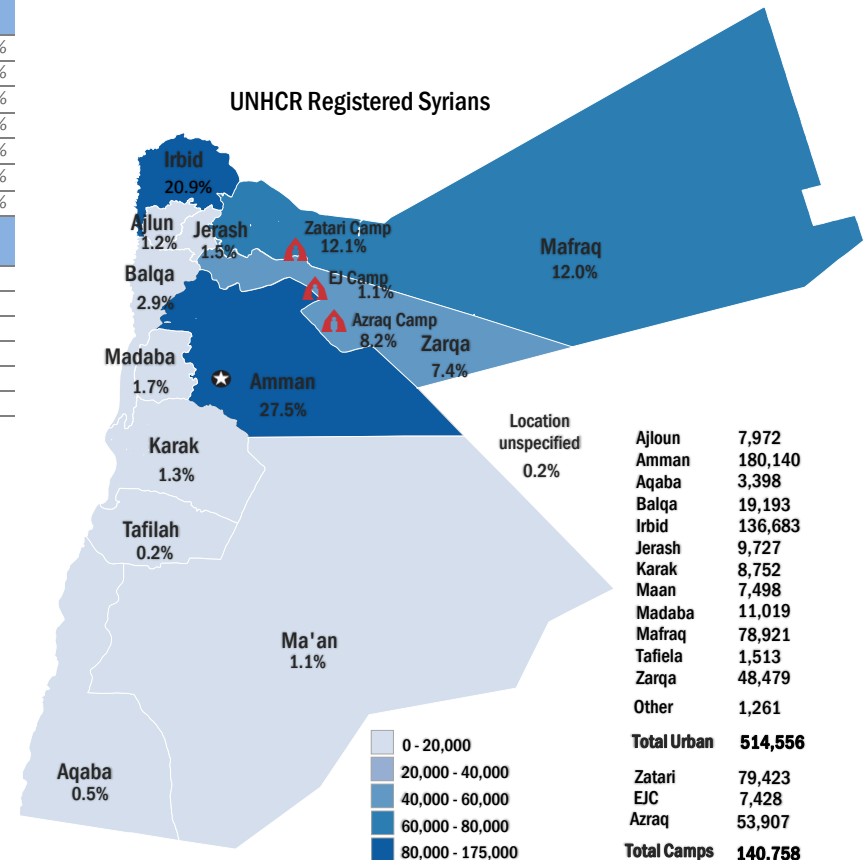 %
%
%
%
%
%
%
UNHCR Registered Syrians
Irbid
20.9%
Ajlun
1.2%
Jerash
1.5%
Zatari Camp
12.1%
Mafraq
12.0%
Balqa
2.9%
EJ Camp
1.1%
Azraq Camp
8.2%
Zarqa
7.4%
Madaba
1.7%
Amman
27.5%
Karak
1.3%
Location
unspecified
0.2%
Tafilah
0.2%
Ma'an
1.1%
Aqaba
0.5%
0 - 20,000
20,000 - 40,000
40,000 - 60,000
60,000 - 80,000
80,000 - 175,000
Ajloun 7,972
Amman 180,140
Aqaba 3,398
Balqa 19,193
Irbid 136,683
Jerash 9,727
Karak 8,752
Maan 7,498
Madaba 11,019
Mafraq 78,921
Tafiela 1,513
Zarqa 48,479
Other 1,261
Total Urban 514,556
Zatari 79,423
EJC 7,428
Azraq 53,907
Total Camps 140,758